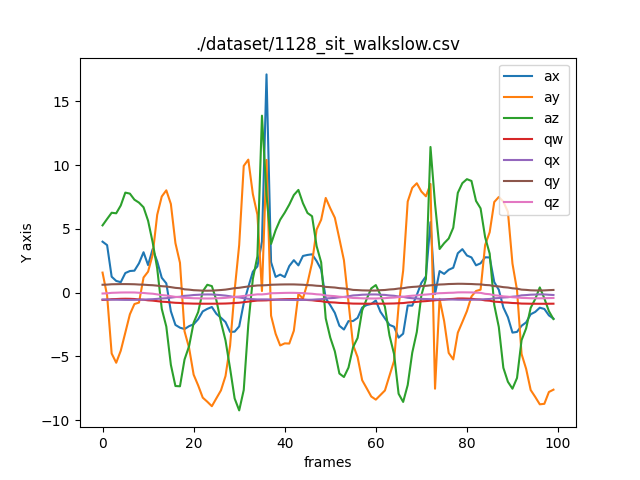 ./dataset/1128_sit_walkslow.csv
Y axis
15
10
5
0
−5
−10
ax
ay
az
qw
qx
qy
qz
0
20
40
60
80
100
frames